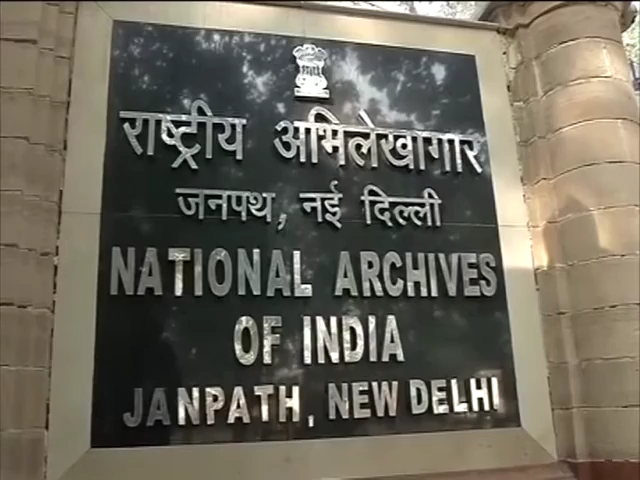 राष्ट्रीय अभिलेखागार
जनपथ, नई दिल्ली
NATIONAL ARCHIVES
OF INDIA
JANPATH, NEW DELHI